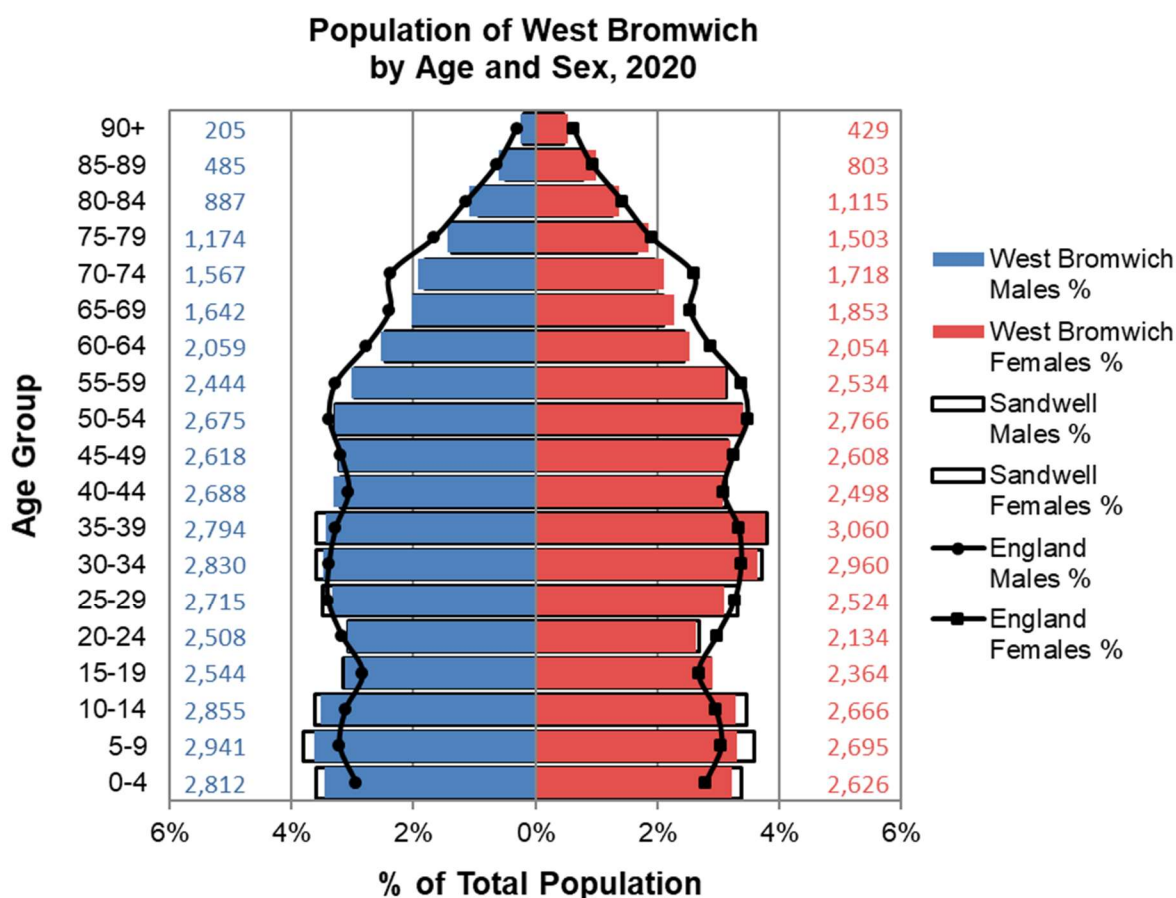 Population of West Bromwich
by Age and Sex, 2020
Age Group
90+ 205 429
85-89 485 803
80-84 887 1,115
75-79 1,174 1,503
70-74 1,567 1,718
65-69 1,642 1,853
60-64 2,059 2,054
55-59 2,444 2,534
50-54 2,675 2,766
45-49 2,618 2,608
40-44 2,688 2,498
35-39 2,794 3,060
30-34 2,830 2,960
25-29 2,715 2,524
20-24 2,508 2,134
15-19 2,544 2,364
10-14 2,855 2,666
5-9 2,941 2,695
0-4 2,812 2,626
6% 4% 2% 0% 2% 4% 6%
% of Total Population
West Bromwich
Males %
West Bromwich
Females %
Sandwell
Males %
Sandwell
Females %
England
Males %
England
Females %